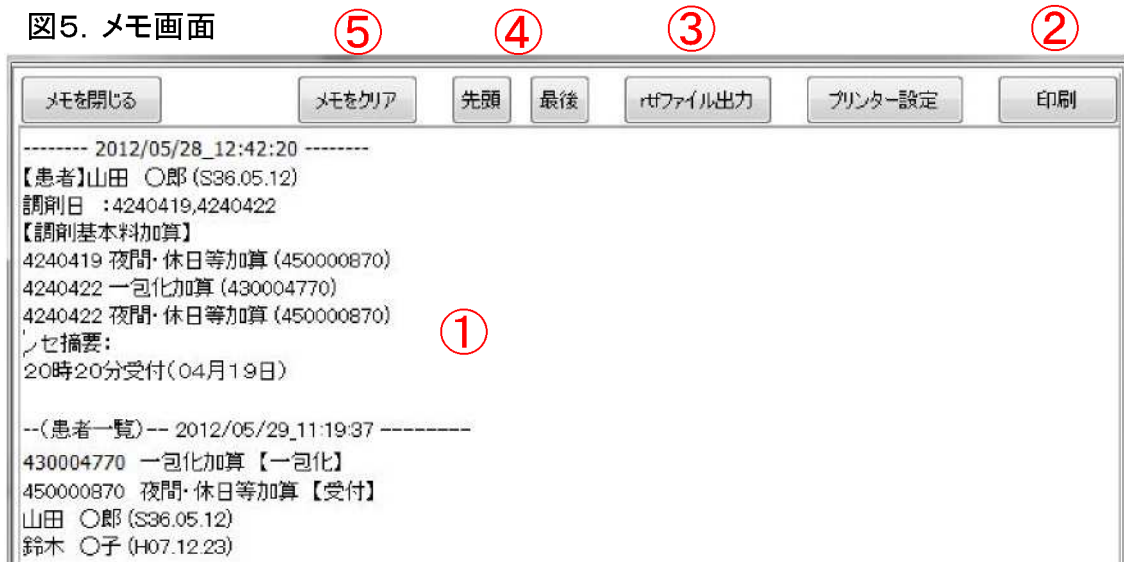 図5. メモ画面
⑤ ④ ③ ②
メモを閉じる メモをクリア 先頭 最後 rtfファイル出力 プリンター設定 印刷
-------- 2012/05/28_12:42:20 --------
【患者】山田 〇郎(S36.05.12)
調剤日 :4240419,4240422
【調剤基本料加算】
4240419 夜間・休日等加算(450000870)
4240422 一包化加算(430004770)
4240422 夜間・休日等加算(450000870)
セ摘要:
①
20時20分受付(04月19日)
--(患者一覧)-- 2012/05/29_11:19:37 --------
430004770 一包化加算【一包化】
450000870 夜間・休日等加算【受付】
山田 〇郎(S36.05.12)
鈴木 〇子(H07.12.23)